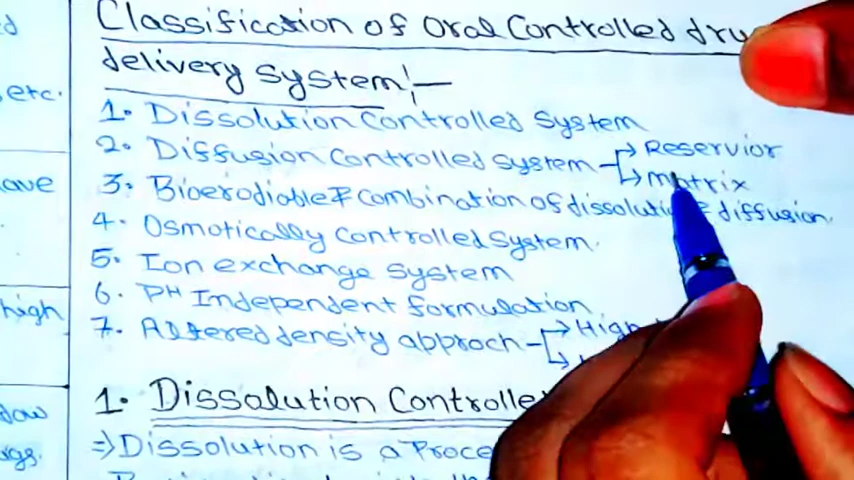 Classification of Oral Controlled
delivery system:—
1. Dissolution Controlled System
2. Diffusion Controlled System → Reservior
→ Matrix
3. Bioerodiable & Combination of dissolution & diffusion.
4. Osmotically Controlled System.
5. Ion exchange System
6. PH Independent formulation.
7. Altered density approch → High
1. Dissolution Controlle
⇒ Dissolution is a
etc.
high